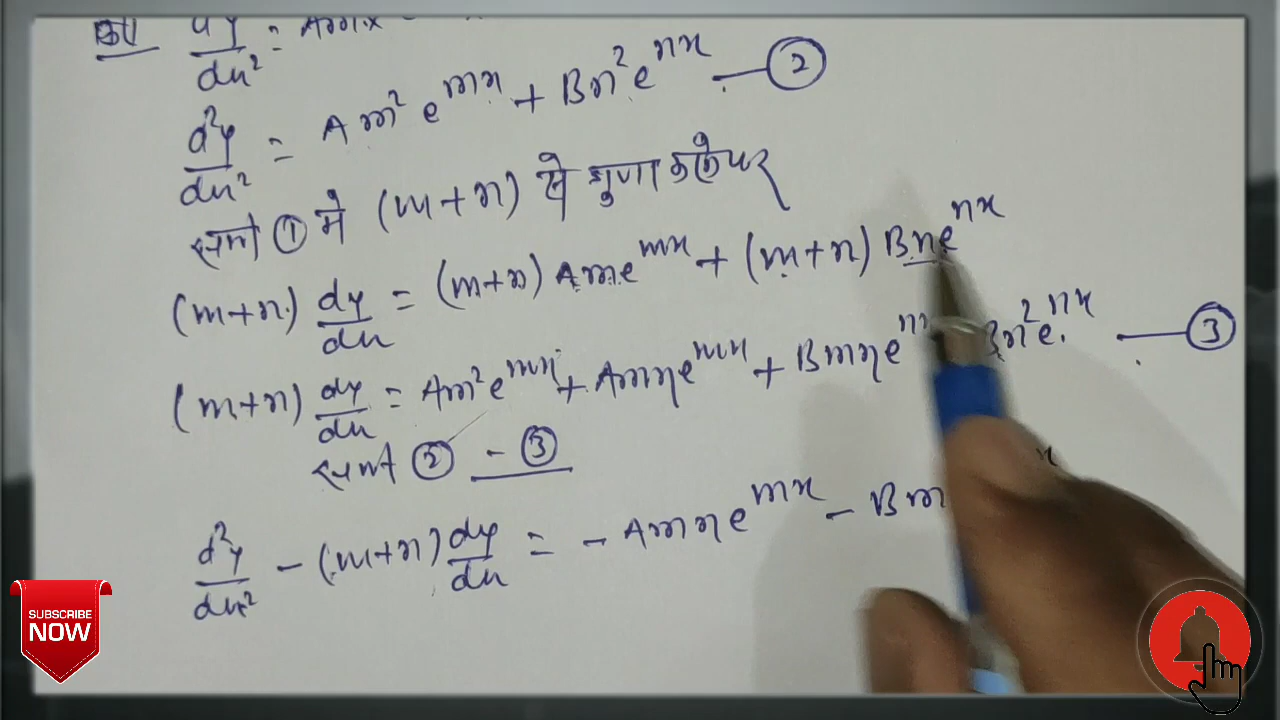 d²y/dx² = Am²e^mx + Bn²e^nx — ②
समी ① मे (m+n) से गुणा करने पर
(m+n) dy/dx = (m+n) Ame^mx + (m+n) Bne^nx
(m+n) dy/dx = Am²e^mx + Amne^mx + Bmne^nx Bn²e^nx — ③
समी ② - ③
d²y/dx² - (m+n) dy/dx = - Amne^mx - Bm
SUBSCRIBE
NOW